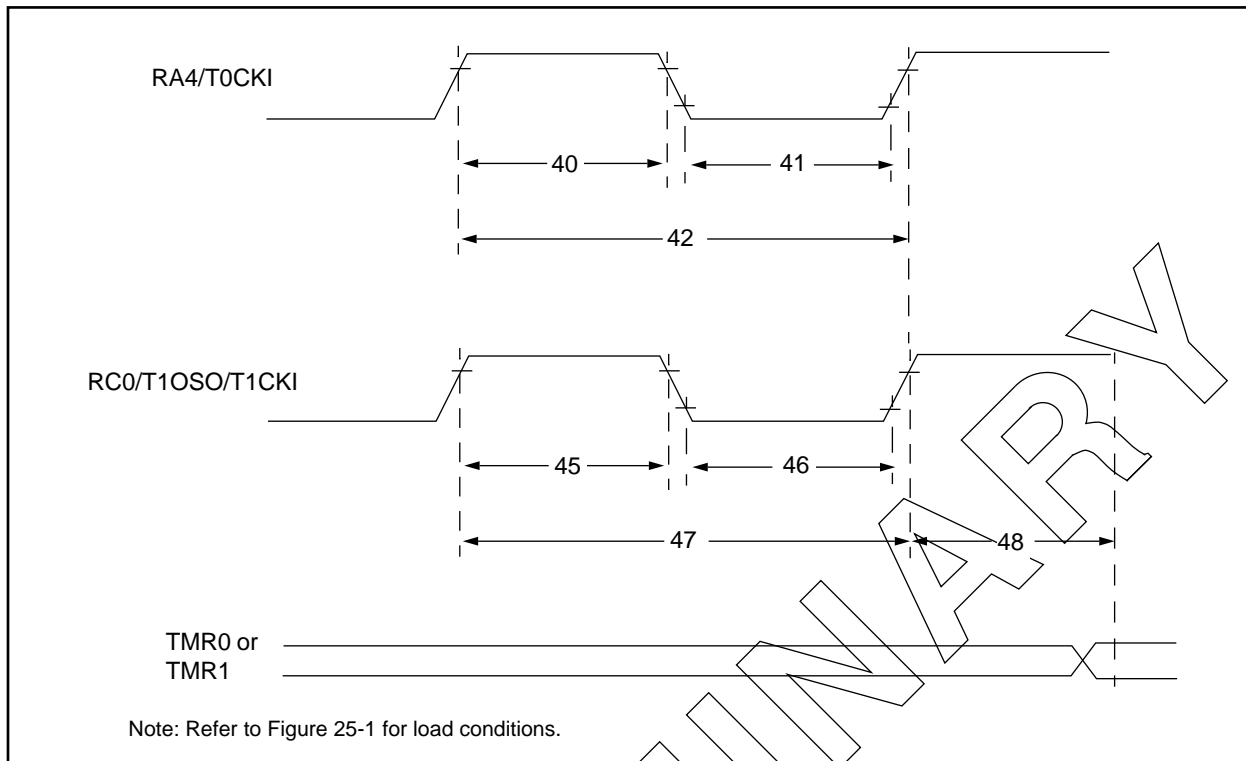 RA4/T0CKI
40
41
42
RC0/T1OSO/T1CKI
45
46
47
48
TMR0 or
TMR1
Note: Refer to Figure 25-1 for load conditions.
INARY